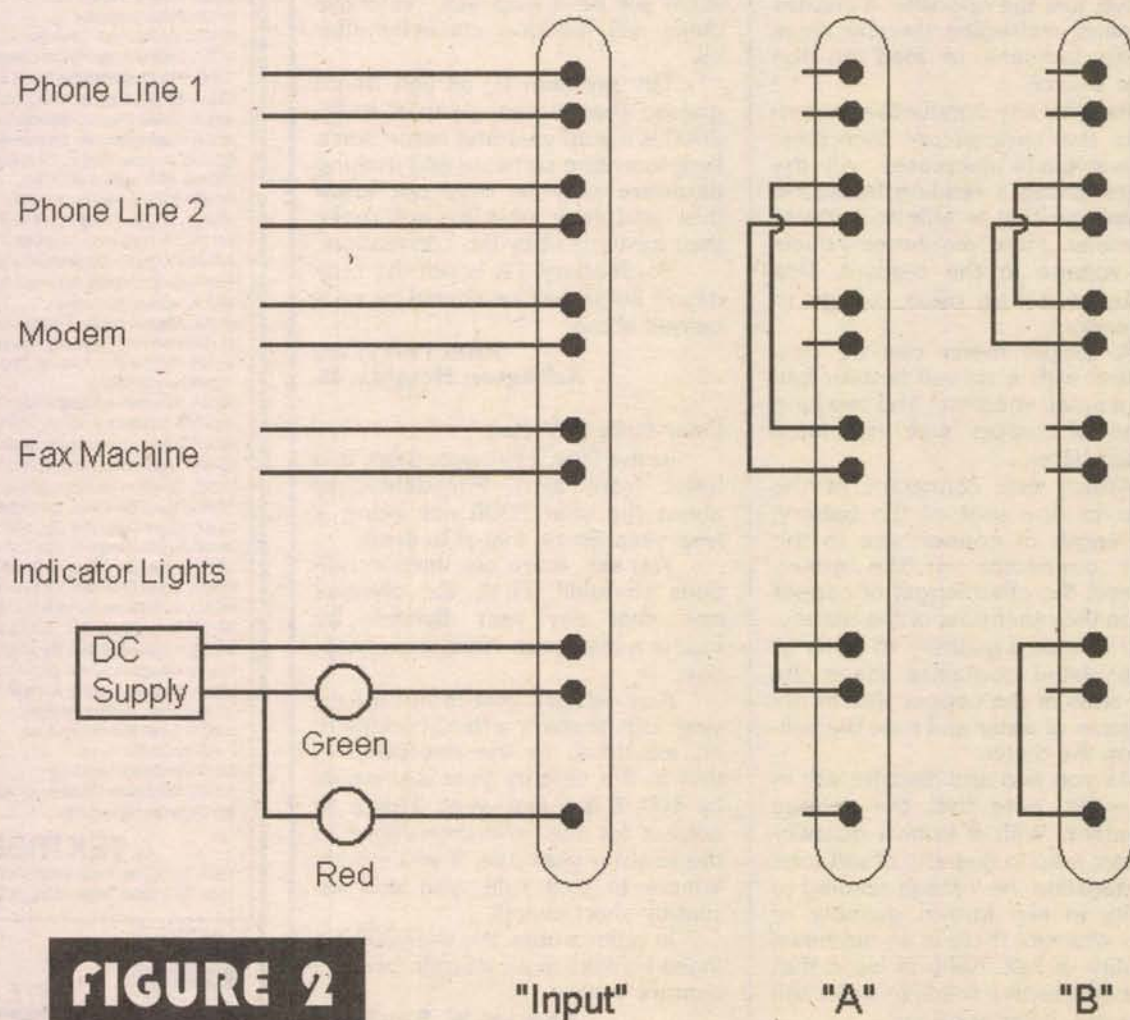 Phone Line 1
Phone Line 2
Modem
Fax Machine
Indicator Lights
DC
Supply
Green
Red
FIGURE 2
"Input"
"A"
"B"